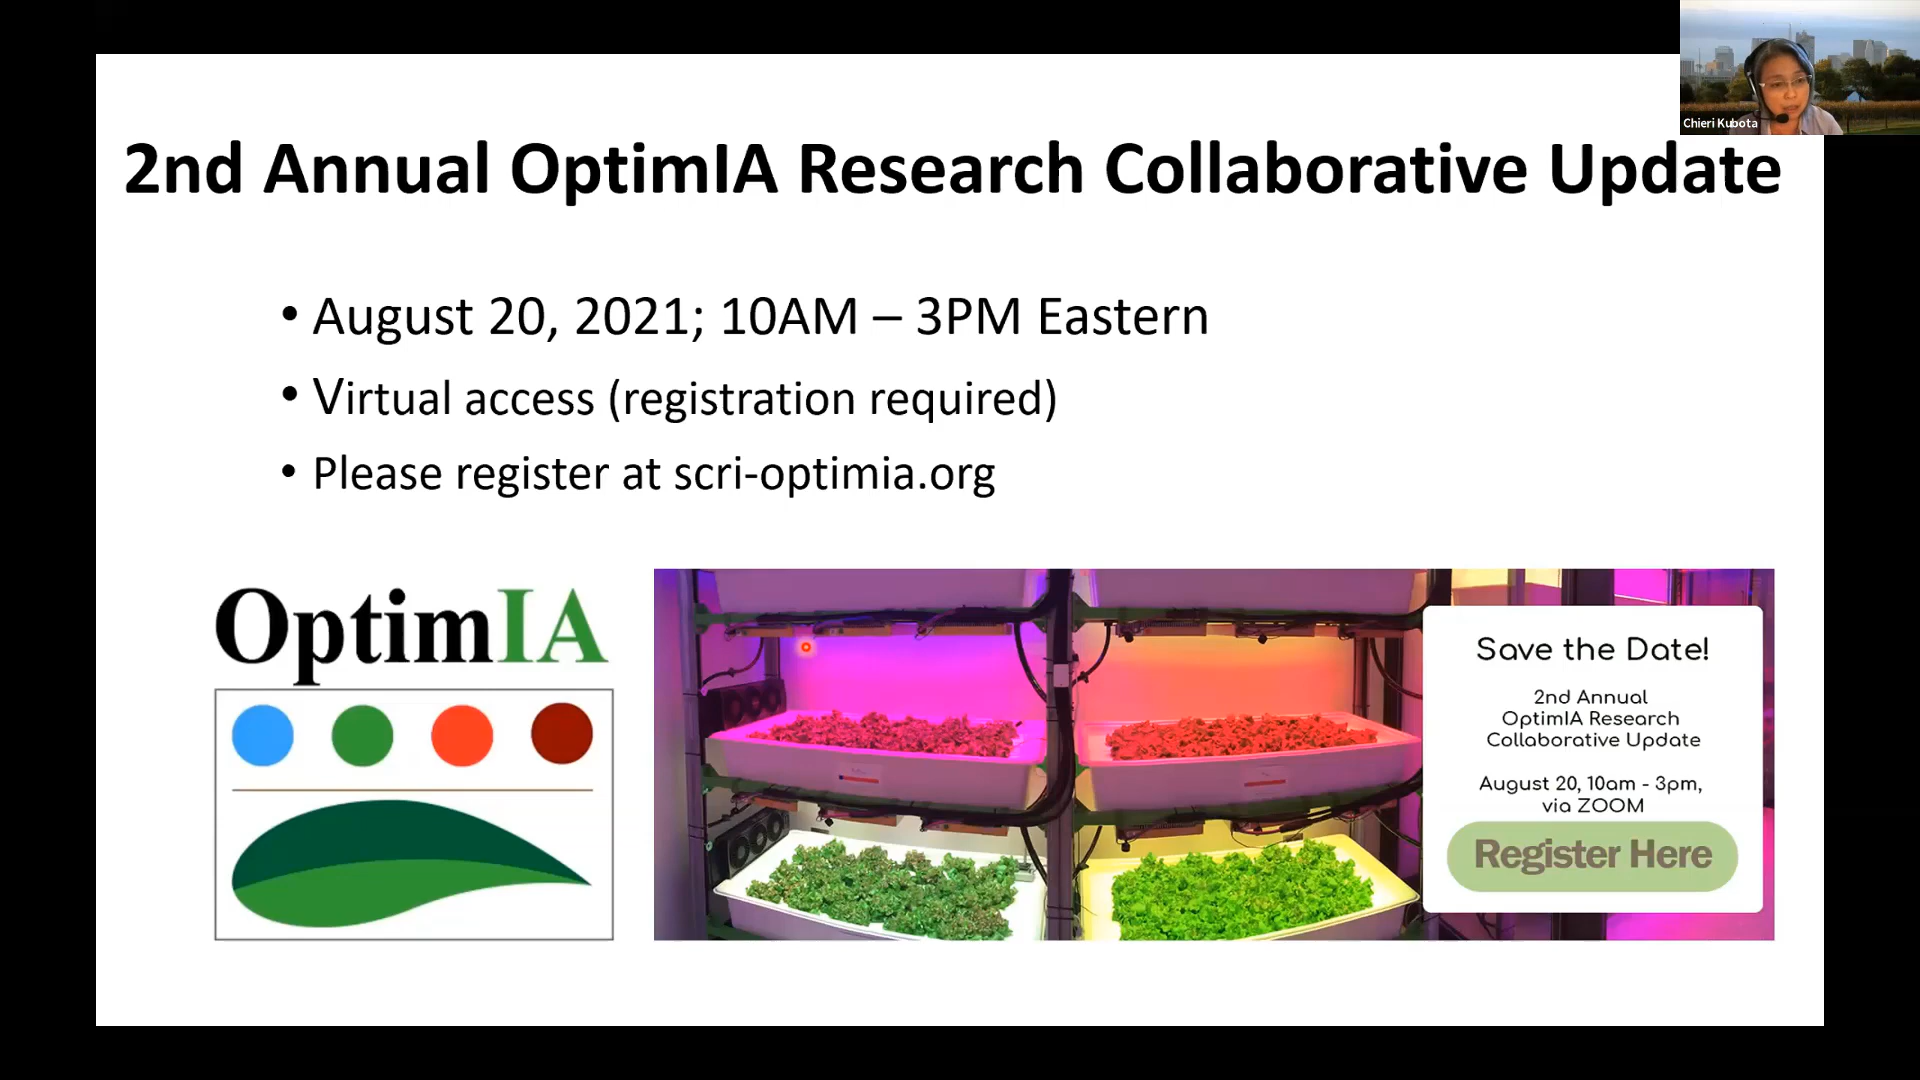 Chieri Kubota
2nd Annual OptimIA Research Collaborative Update
• August 20, 2021; 10AM – 3PM Eastern
• Virtual access (registration required)
• Please register at scri-optimia.org
OptimIA
Save the Date!
2nd Annual
OptimIA Research
Collaborative Update
August 20, 10am - 3pm,
via ZOOM
Register Here